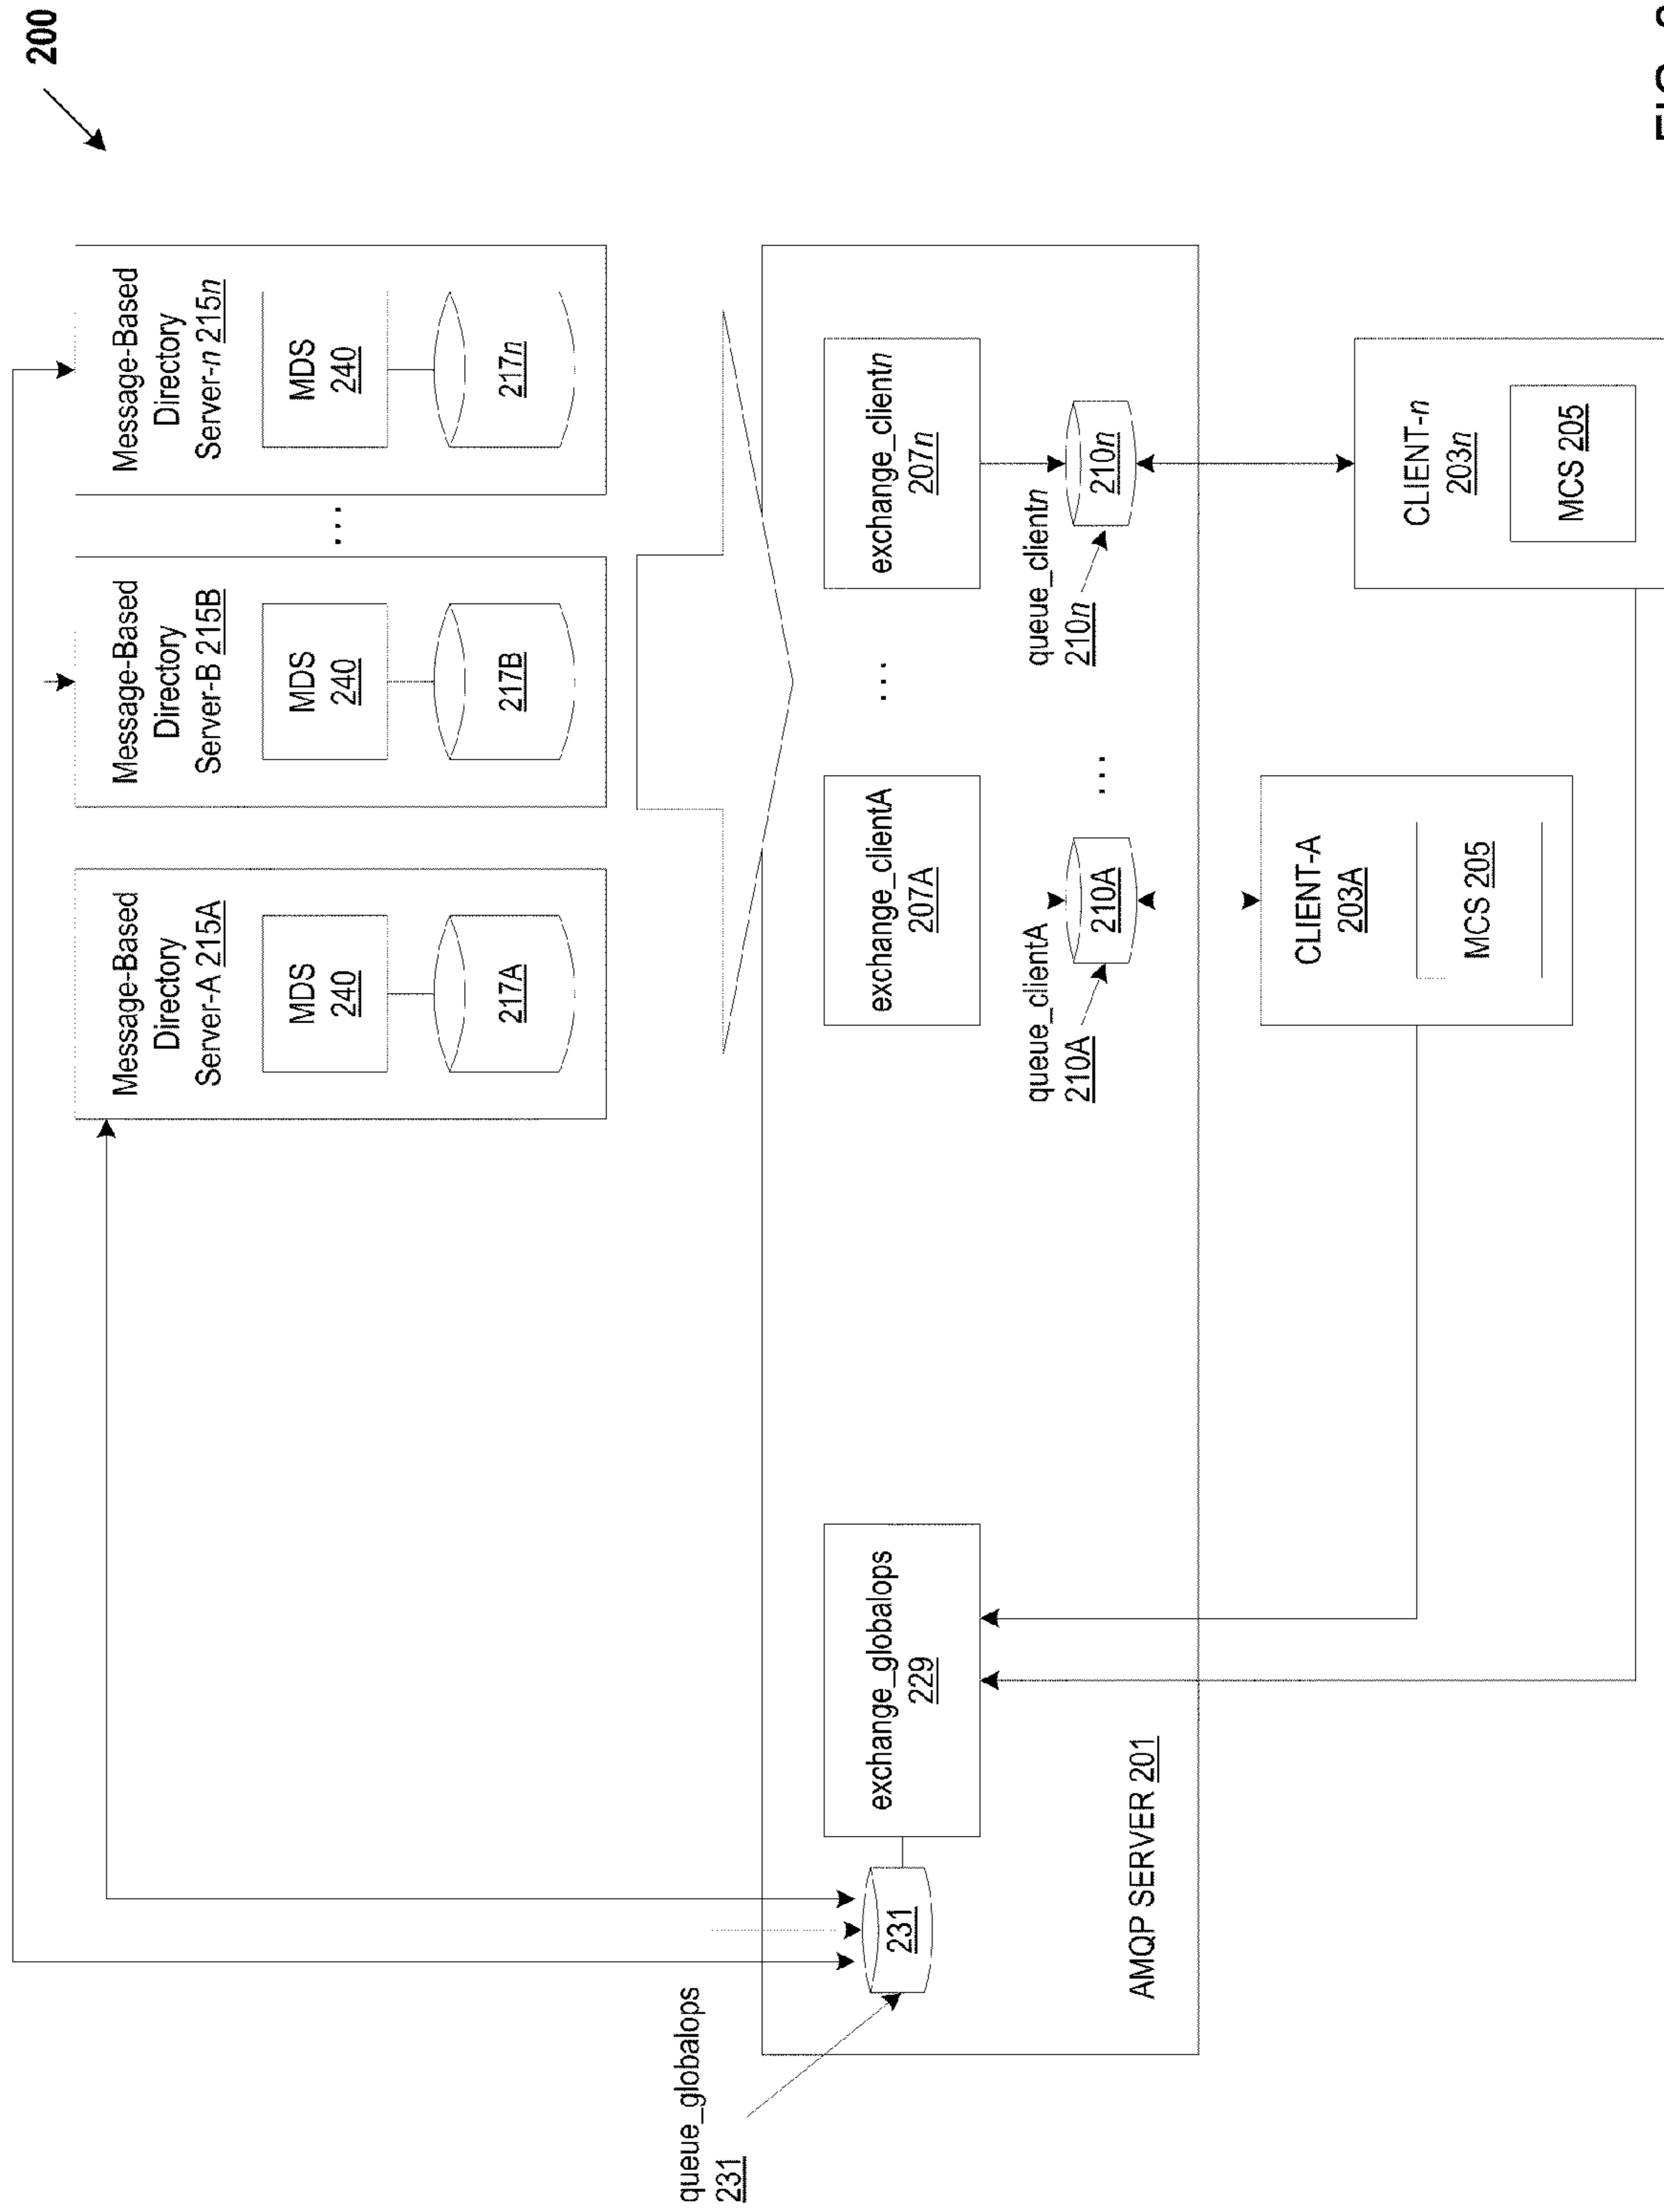 200
Message-Based
Directory
Server-A 215A
MDS
240
217A
Message-Based
Directory
Server-B 215B
MDS
240
217B
...
Message-Based
Directory
Server-n 215n
MDS
240
217n
queue_globalops
231
231
exchange_globalops
229
exchange_clientA
207A
...
exchange_clientn
207n
queue_clientA
210A
210A
...
queue_clientn
210n
210n
AMQP SERVER 201
CLIENT-A
203A
MCS 205
CLIENT-n
203n
MCS 205
FIG.